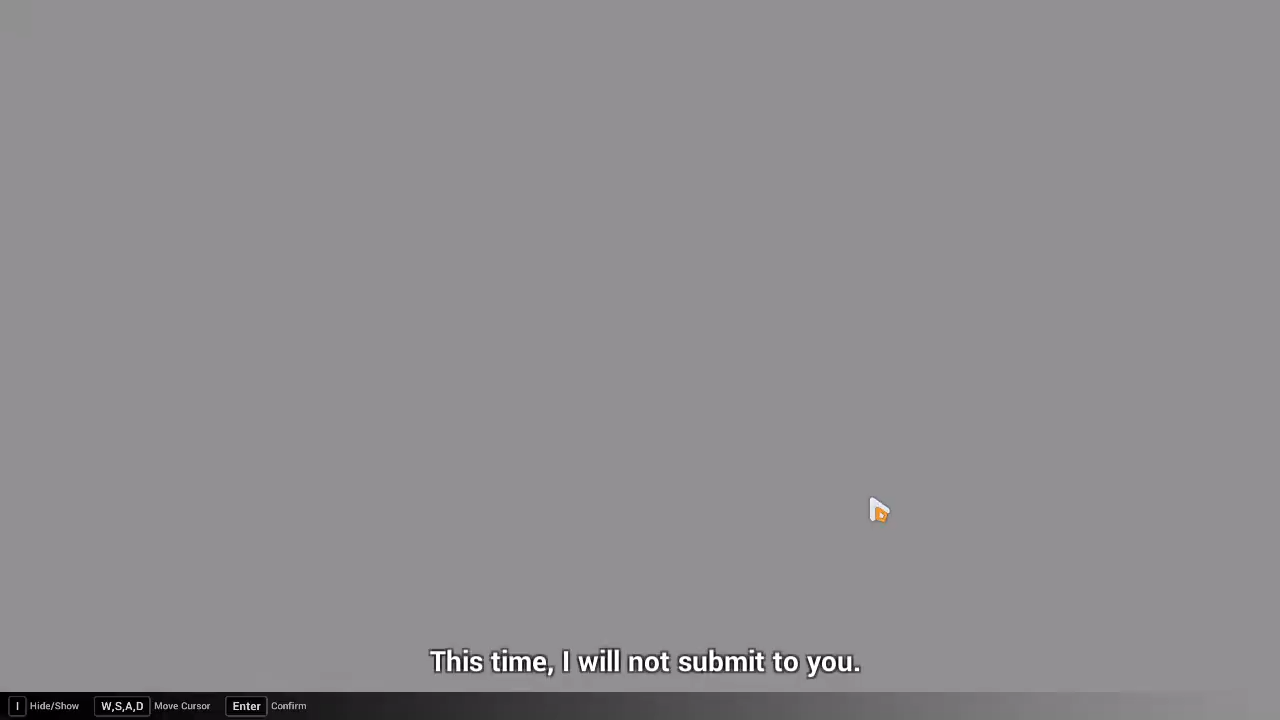 This time, I will not submit to you.
I Hide/Show W,S,A,D Move Cursor Enter Confirm